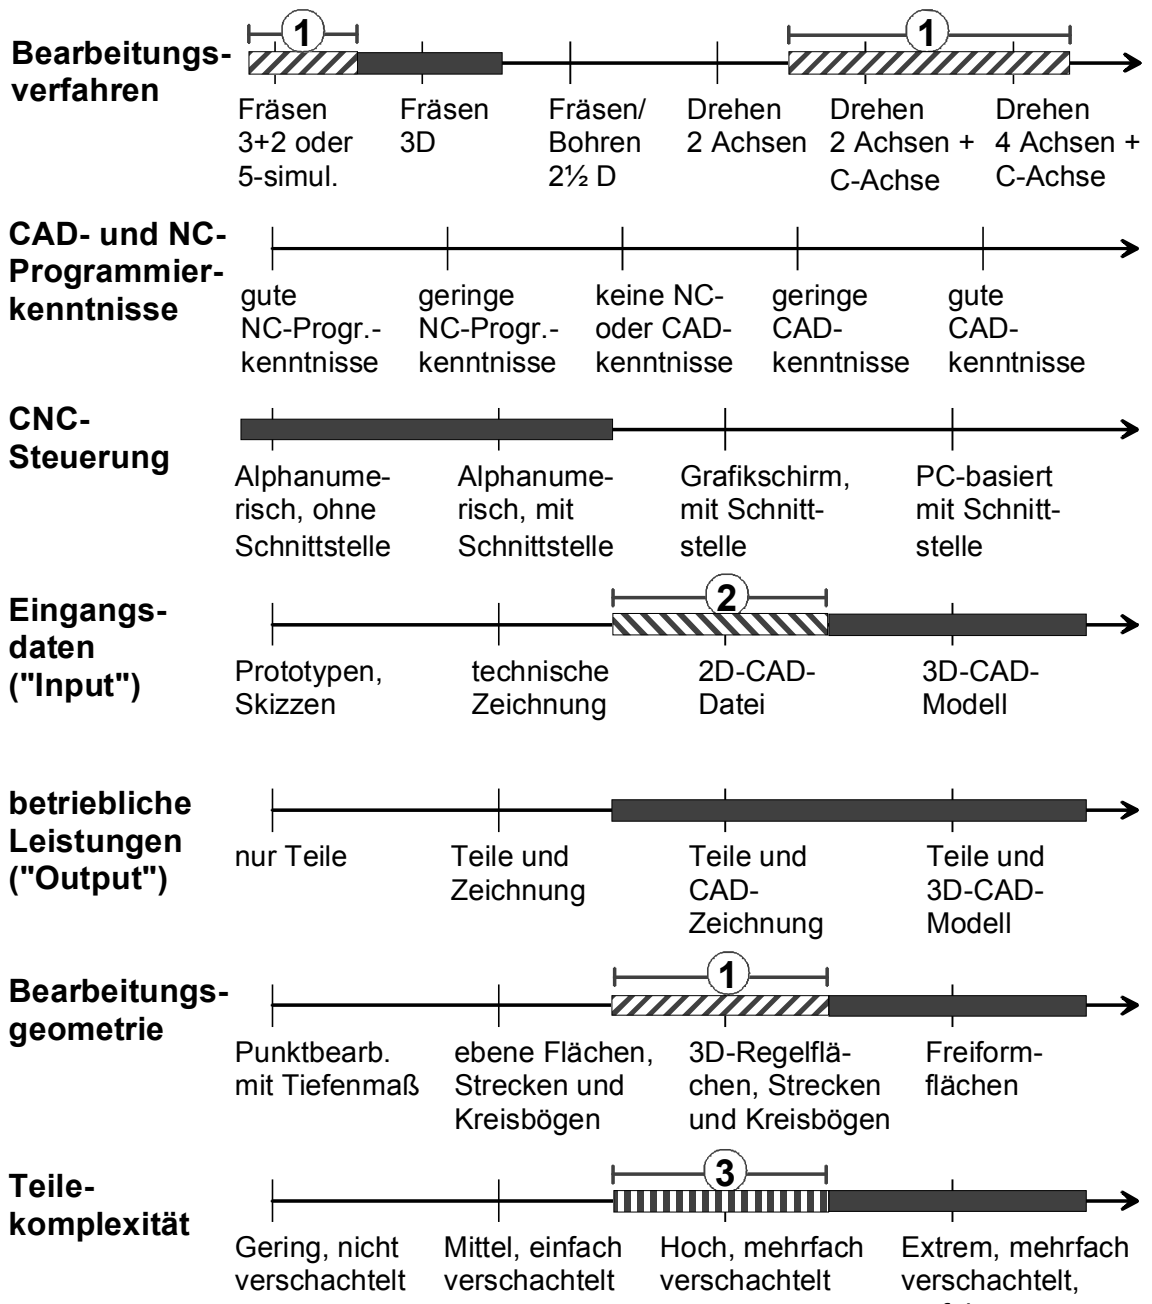 1
1
Bearbeitungs-
verfahren
Fräsen
3+2 oder
5-simul.
Fräsen
3D
Fräsen/
Bohren
2½ D
Drehen
2 Achsen
Drehen
2 Achsen +
C-Achse
Drehen
4 Achsen +
C-Achse
CAD- und NC-
Programmier-
kenntnisse
gute
NC-Progr.-
kenntnisse
geringe
NC-Progr.-
kenntnisse
keine NC-
oder CAD-
kenntnisse
geringe
CAD-
kenntnisse
gute
CAD-
kenntnisse
CNC-
Steuerung
Alphanume-
risch, ohne
Schnittstelle
Alphanume-
risch, mit
Schnittstelle
Grafikschirm,
mit Schnitt-
stelle
PC-basiert
mit Schnitt-
stelle
2
Eingangs-
daten
("Input")
Prototypen,
Skizzen
technische
Zeichnung
2D-CAD-
Datei
3D-CAD-
Modell
betriebliche
Leistungen
("Output")
nur Teile
Teile und
Zeichnung
Teile und
CAD-
Zeichnung
Teile und
3D-CAD-
Modell
1
Bearbeitungs-
geometrie
Punktbearb.
mit Tiefenmaß
ebene Flächen,
Strecken und
Kreisbögen
3D-Regelflä-
chen, Strecken
und Kreisbögen
Freiform-
flächen
3
Teile-
komplexität
Gering, nicht
verschachtelt
Mittel, einfach
verschachtelt
Hoch, mehrfach
verschachtelt
Extrem, mehrfach
verschachtelt,